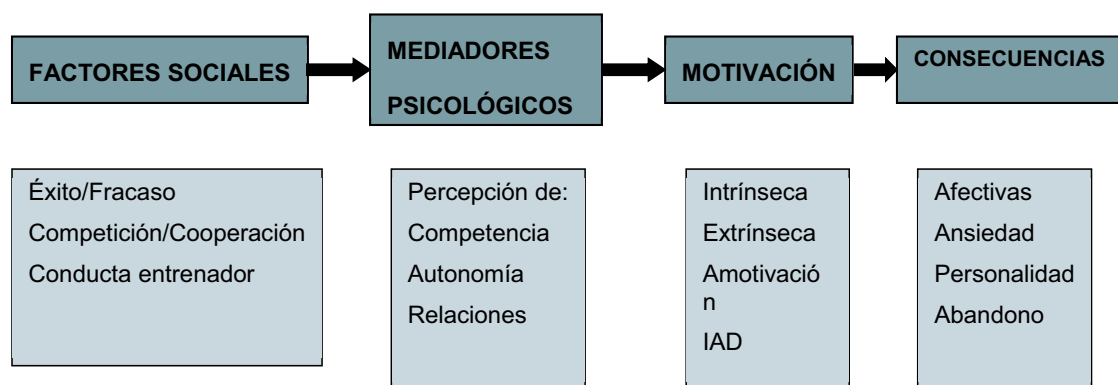 FACTORES SOCIALES
MEDIADORES
PSICOLÓGICOS
MOTIVACIÓN
CONSECUENCIAS
Éxito/Fracaso
Competición/Cooperación
Conducta entrenador
Percepción de:
Competencia
Autonomía
Relaciones
Intrínseca
Extrínseca
Amotivació
n
IAD
Afectivas
Ansiedad
Personalidad
Abandono